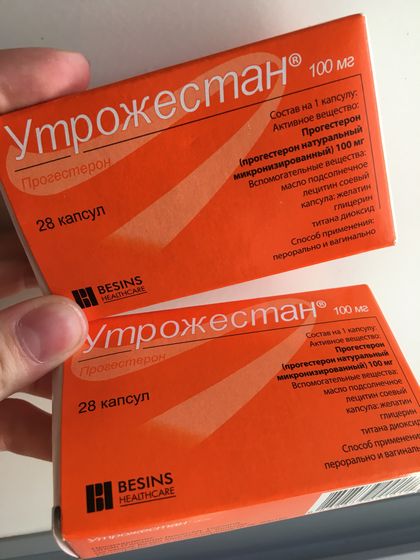 Утрожестан® 100 мг
Прогестерон
28 капсул
Состав на 1 капсулу:
Активное вещество:
Прогестерон
(прогестерон натуральный
микронизированный) 100 мг
Вспомогательные вещества:
масло подсолнечное
лецитин соевый
капсула: желатин
глицерин
титана диоксид
Способ применения:
перорально и вагинально
BESINS
HEALTHCARE
Утрожестан® 100 мг
Прогестерон
28 капсул
Состав на 1 капсулу:
Активное вещество:
Прогестерон
(прогестерон натуральный
микронизированный) 100 мг
Вспомогательные вещества:
масло подсолнечное
лецитин соевый
капсула: желатин
глицерин
титана диоксид
Способ применения:
перорально и вагинально
BESINS
HEALTHCARE
Утрожестан®